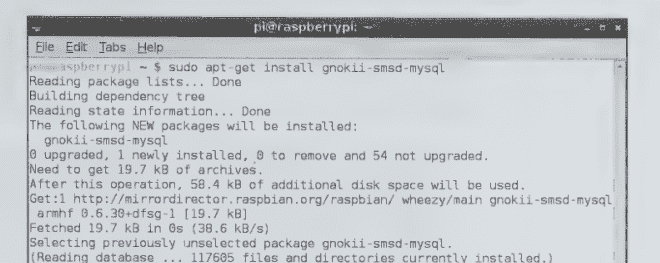 pi@raspberrypi: ~
File Edit Tabs Help
raspberrypi ~ $ sudo apt-get install gnokii-smsd-mysql
Reading package lists... Done
Building dependency tree
Reading state information... Done
The following NEW packages will be installed:
gnokii-smsd-mysql
0 upgraded, 1 newly installed, 0 to remove and 54 not upgraded.
Need to get 19.7 kB of archives.
After this operation, 58.4 kB of additional disk space will be used.
Get:1 http://mirrordirector.raspbian.org/raspbian/ wheezy/main gnokii-smsd-mysql
armhf 0.6.30+dfsg-1 [19.7 kB]
Fetched 19.7 kB in 0s (38.6 kB/s)
Selecting previously unselected package gnokii-smsd-mysql.
(Reading database ... 117605 files and directories currently installed.)